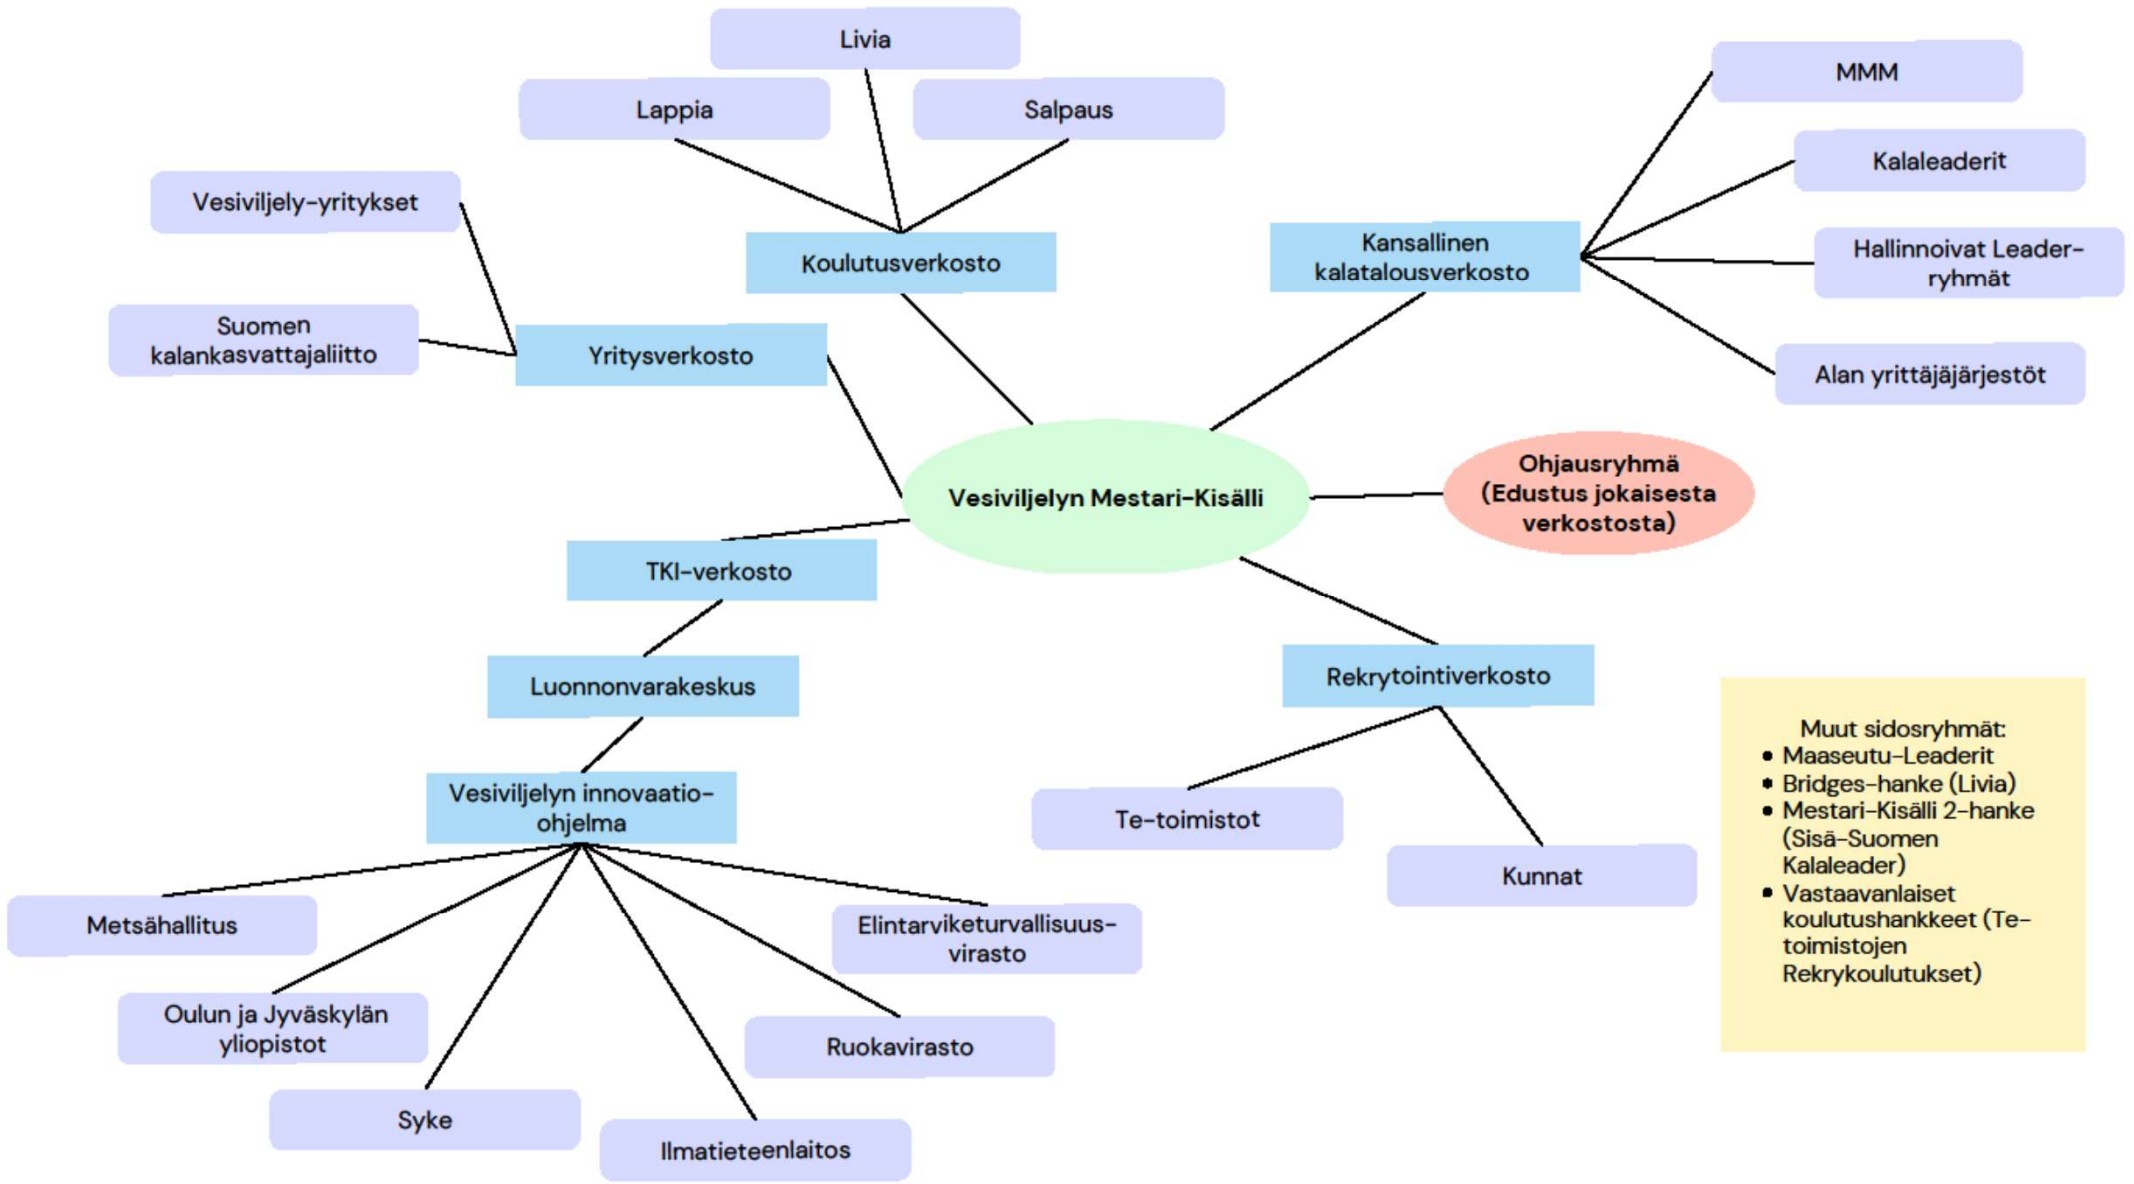 Livia
Lappia
Salpaus
MMM
Kalaleaderit
Vesiviljely-yritykset
Koulutusverkosto
Kansallinen
kalatalousverkosto
Hallinnoivat Leader-
ryhmät
Suomen
kalankasvattajaliitto
Yritysverkosto
Alan yrittäjäjärjestöt
Vesiviljelyn Mestari-Kisälli
Ohjausryhmä
(Edustus jokaisesta
verkostosta)
TKI-verkosto
Luonnonvarakeskus
Rekrytointiverkosto
Vesiviljelyn innovaatio-
ohjelma
Te-toimistot
Kunnat
Muut sidosryhmät:
• Maaseutu-Leaderit
• Bridges-hanke (Livia)
• Mestari-Kisälli 2-hanke
(Sisä-Suomen
Kalaleader)
• Vastaavanlaiset
koulutushankkeet (Te-
toimistojen
Rekrykoulutukset)
Metsähallitus
Elintarviketurvallisuus-
virasto
Oulun ja Jyväskylän
yliopistot
Ruokavirasto
Syke
Ilmatieteenlaitos